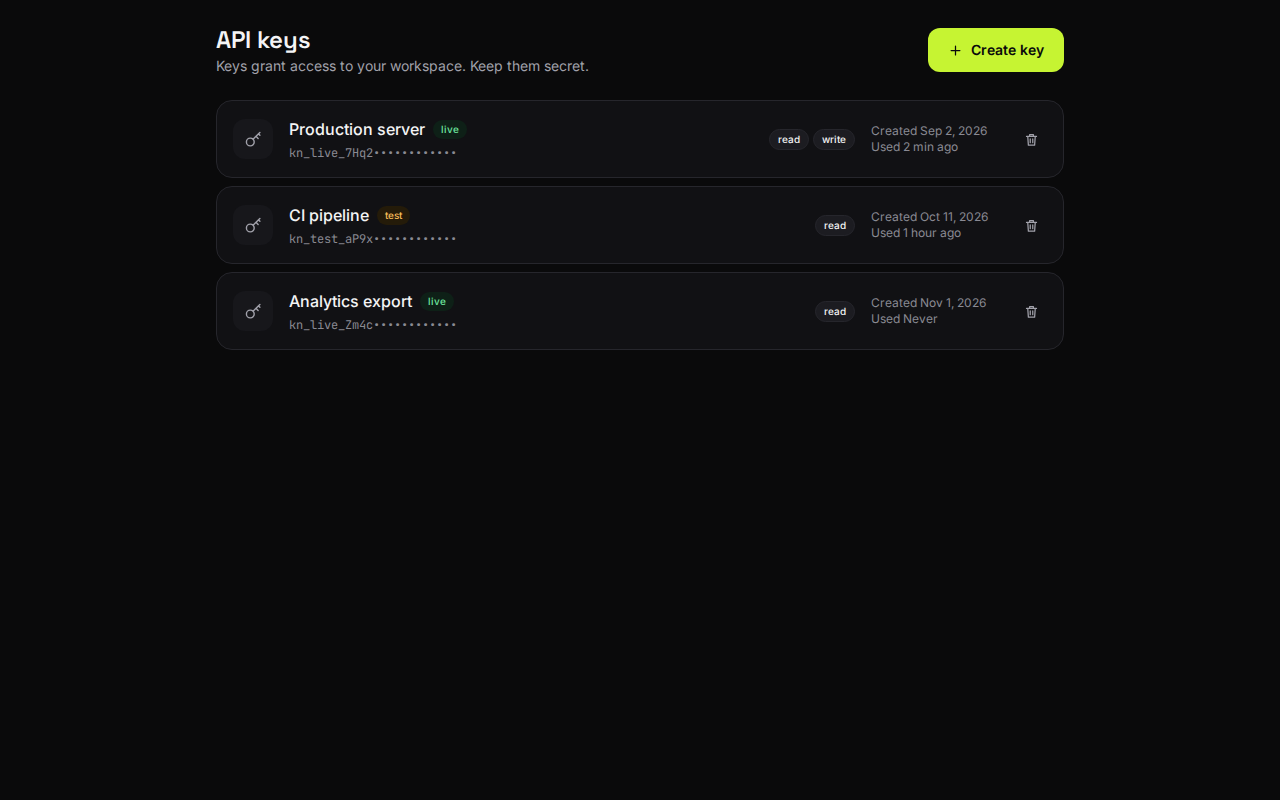 API keys
Keys grant access to your workspace. Keep them secret.
Create key
Production server live
kn_live_7Hq2••••••••••••
read write
Created Sep 2, 2026
Used 2 min ago
CI pipeline test
kn_test_aP9x••••••••••••
read
Created Oct 11, 2026
Used 1 hour ago
Analytics export live
kn_live_Zm4c••••••••••••
read
Created Nov 1, 2026
Used Never